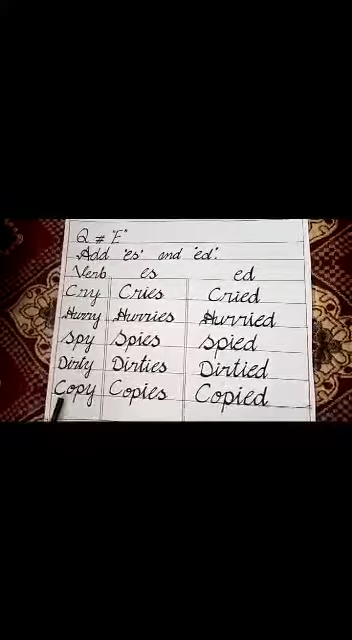 Q # "E"
Add 'es' and 'ed'.
Verb es ed
Cry Cries Cried
Hurry Hurries Hurried
Spy Spies Spied
Dirty Dirties Dirtied
Copy Copies Copied